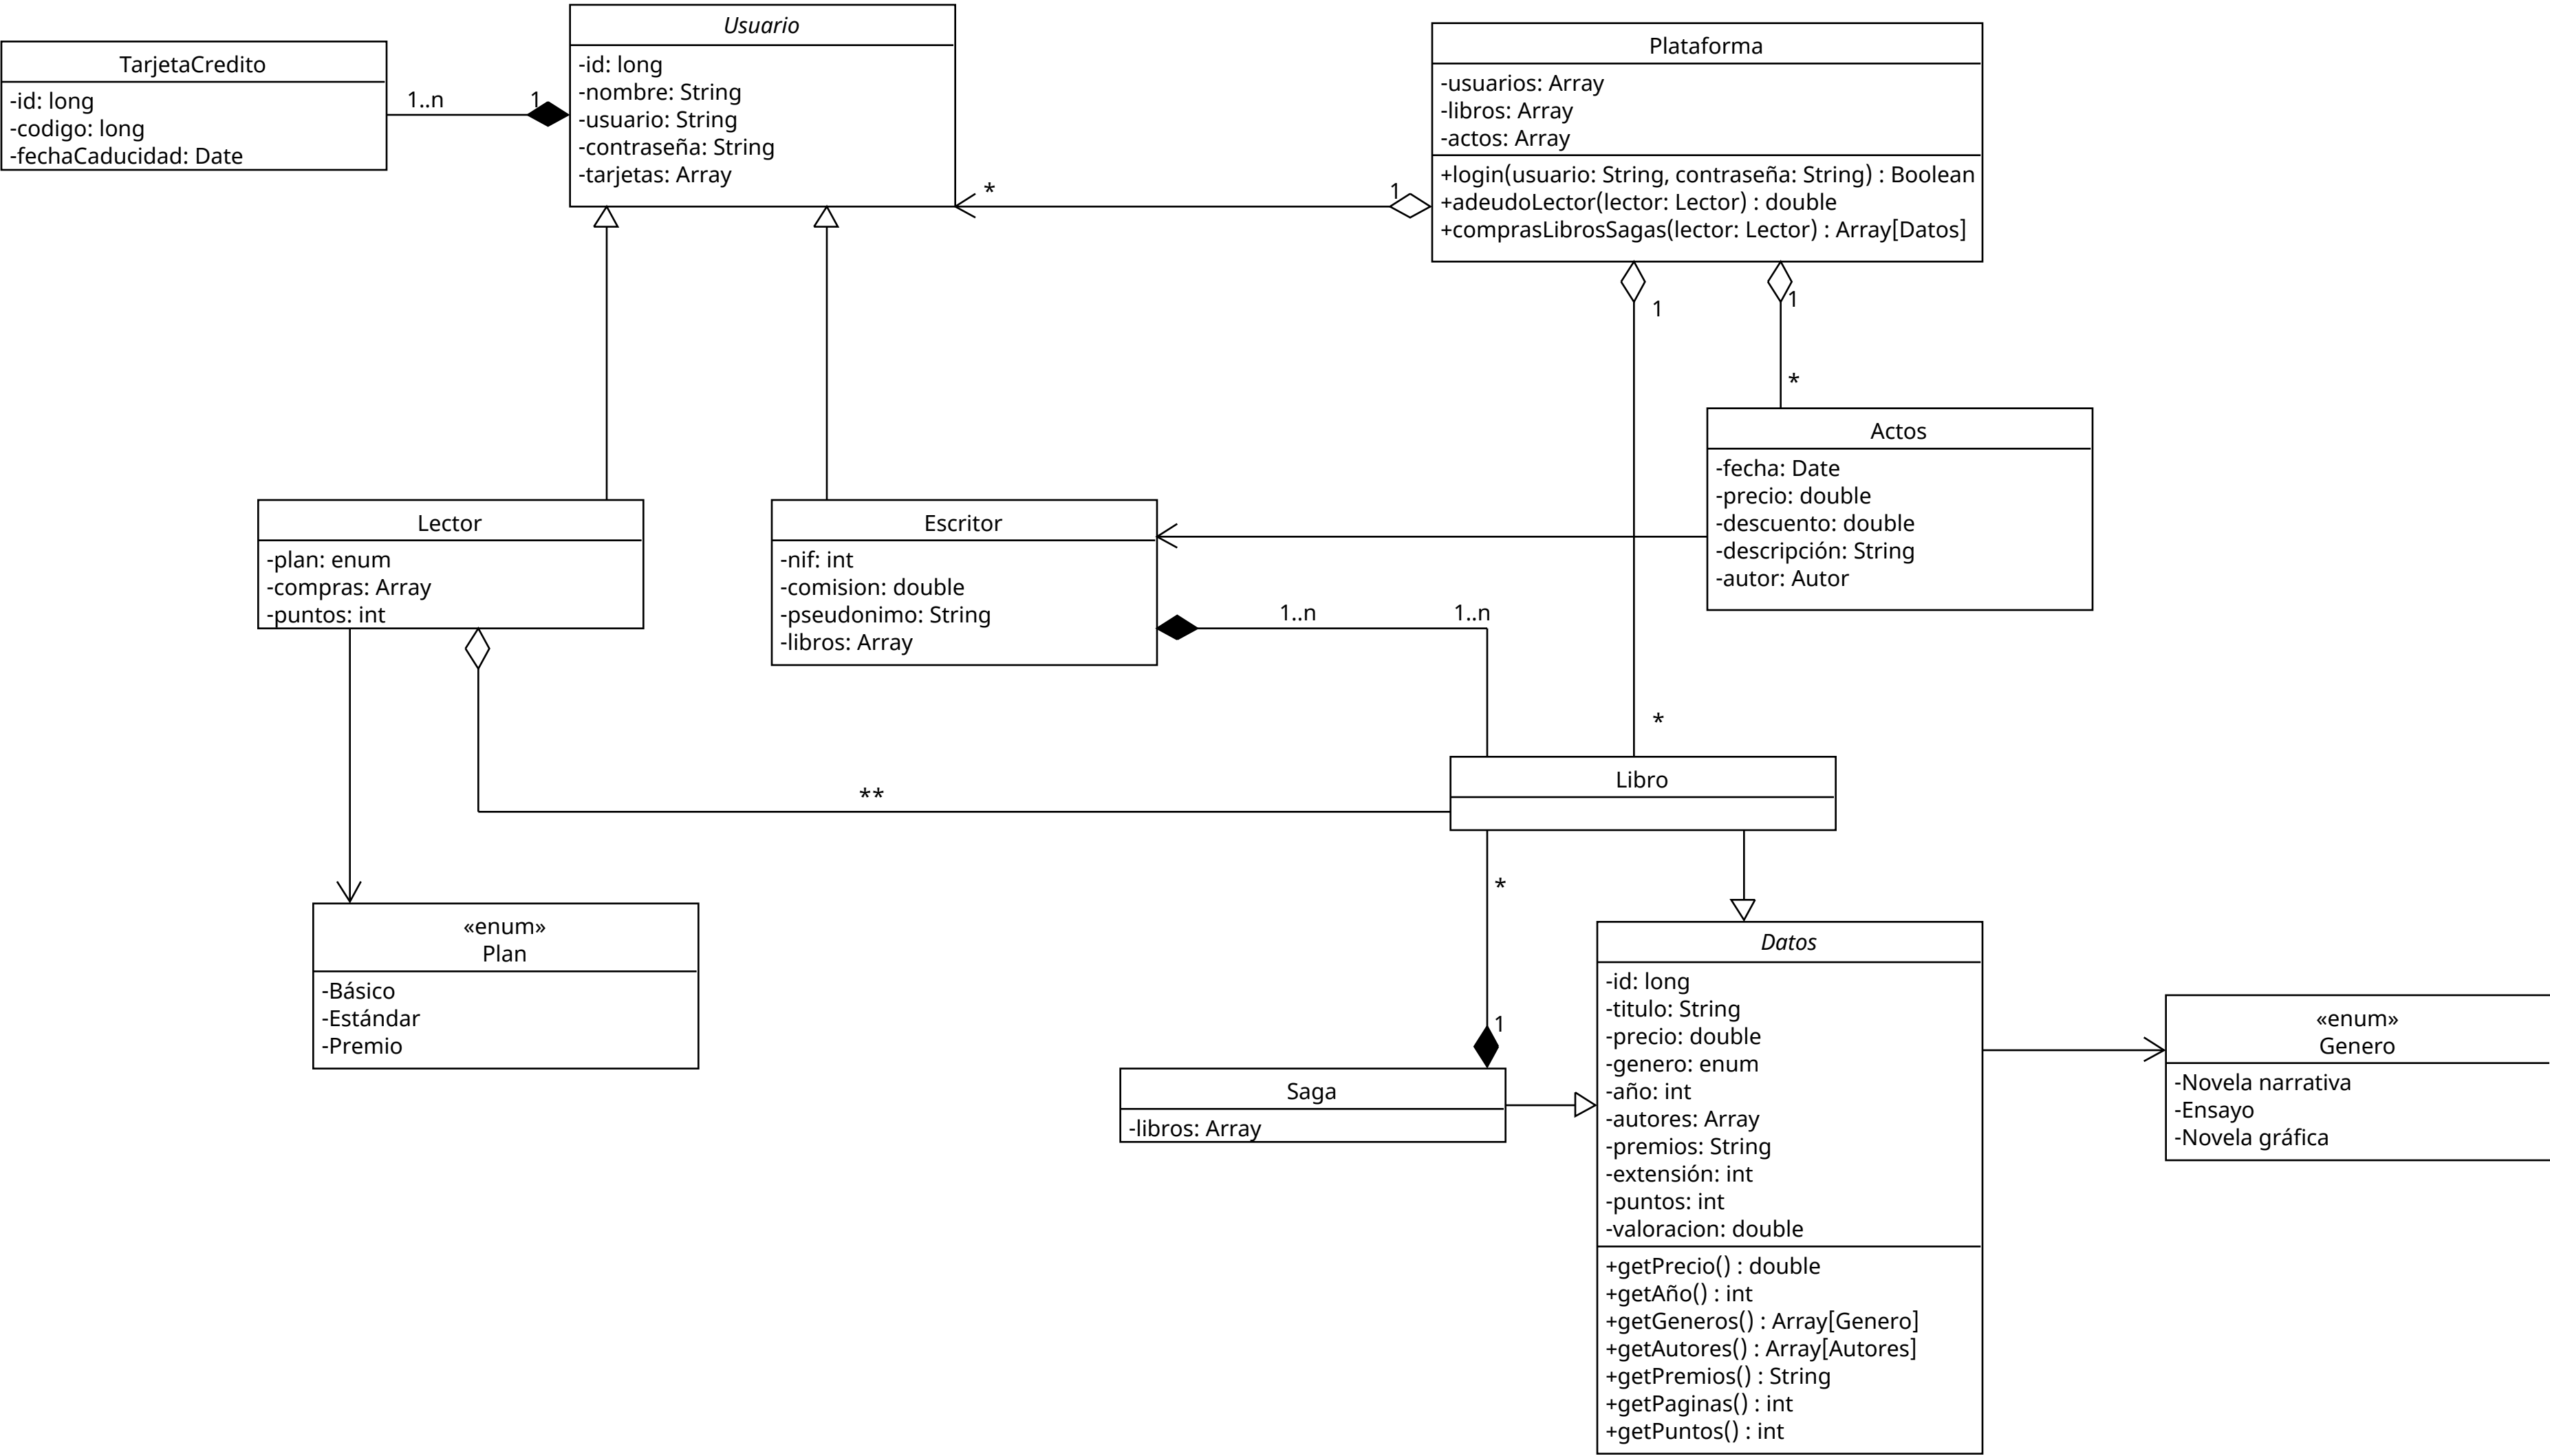 Usuario
-id: long
-nombre: String
-usuario: String
-contraseña: String
-tarjetas: Array
TarjetaCredito
-id: long
-codigo: long
-fechaCaducidad: Date
1..n
1
Plataforma
-usuarios: Array
-libros: Array
-actos: Array
+login(usuario: String, contraseña: String) : Boolean
+adeudoLector(lector: Lector) : double
+comprasLibrosSagas(lector: Lector) : Array[Datos]
*
1
1
1
*
Actos
-fecha: Date
-precio: double
-descuento: double
-descripción: String
-autor: Autor
Lector
-plan: enum
-compras: Array
-puntos: int
Escritor
-nif: int
-comision: double
-pseudonimo: String
-libros: Array
1..n
1..n
*
Libro
**
*
1
«enum»
Plan
-Básico
-Estándar
-Premio
Saga
-libros: Array
Datos
-id: long
-titulo: String
-precio: double
-genero: enum
-año: int
-autores: Array
-premios: String
-extensión: int
-puntos: int
-valoracion: double
+getPrecio() : double
+getAño() : int
+getGeneros() : Array[Genero]
+getAutores() : Array[Autores]
+getPremios() : String
+getPaginas() : int
+getPuntos() : int
«enum»
Genero
-Novela narrativa
-Ensayo
-Novela gráfica